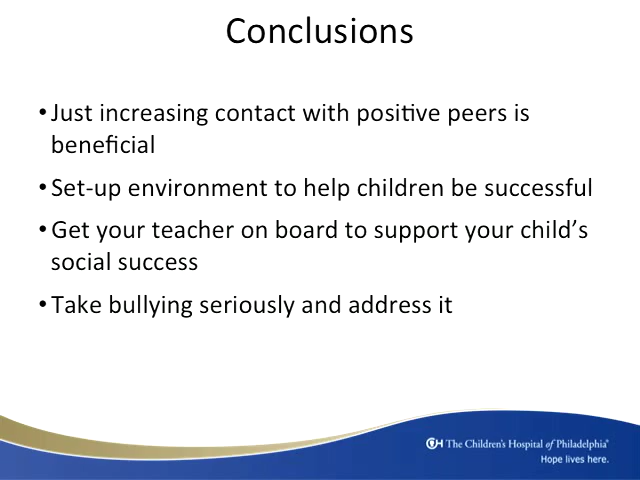 Conclusions
•Just increasing contact with positive peers is
beneficial
•Set-up environment to help children be successful
•Get your teacher on board to support your child's
social success
•Take bullying seriously and address it
CH The Children's Hospital of Philadelphia®
Hope lives here.